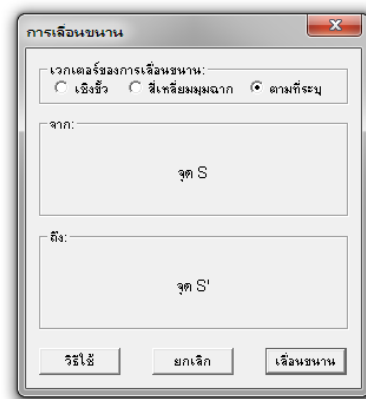 การเลื่อนขนาน
เวกเตอร์ของการเลื่อนขนาน:
เชิงขั้ว สี่เหลี่ยมมุมฉาก ตามที่ระบุ
จาก:
จุด S
ถึง:
จุด S'
วิธีใช้ ยกเลิก เลื่อนขนาน